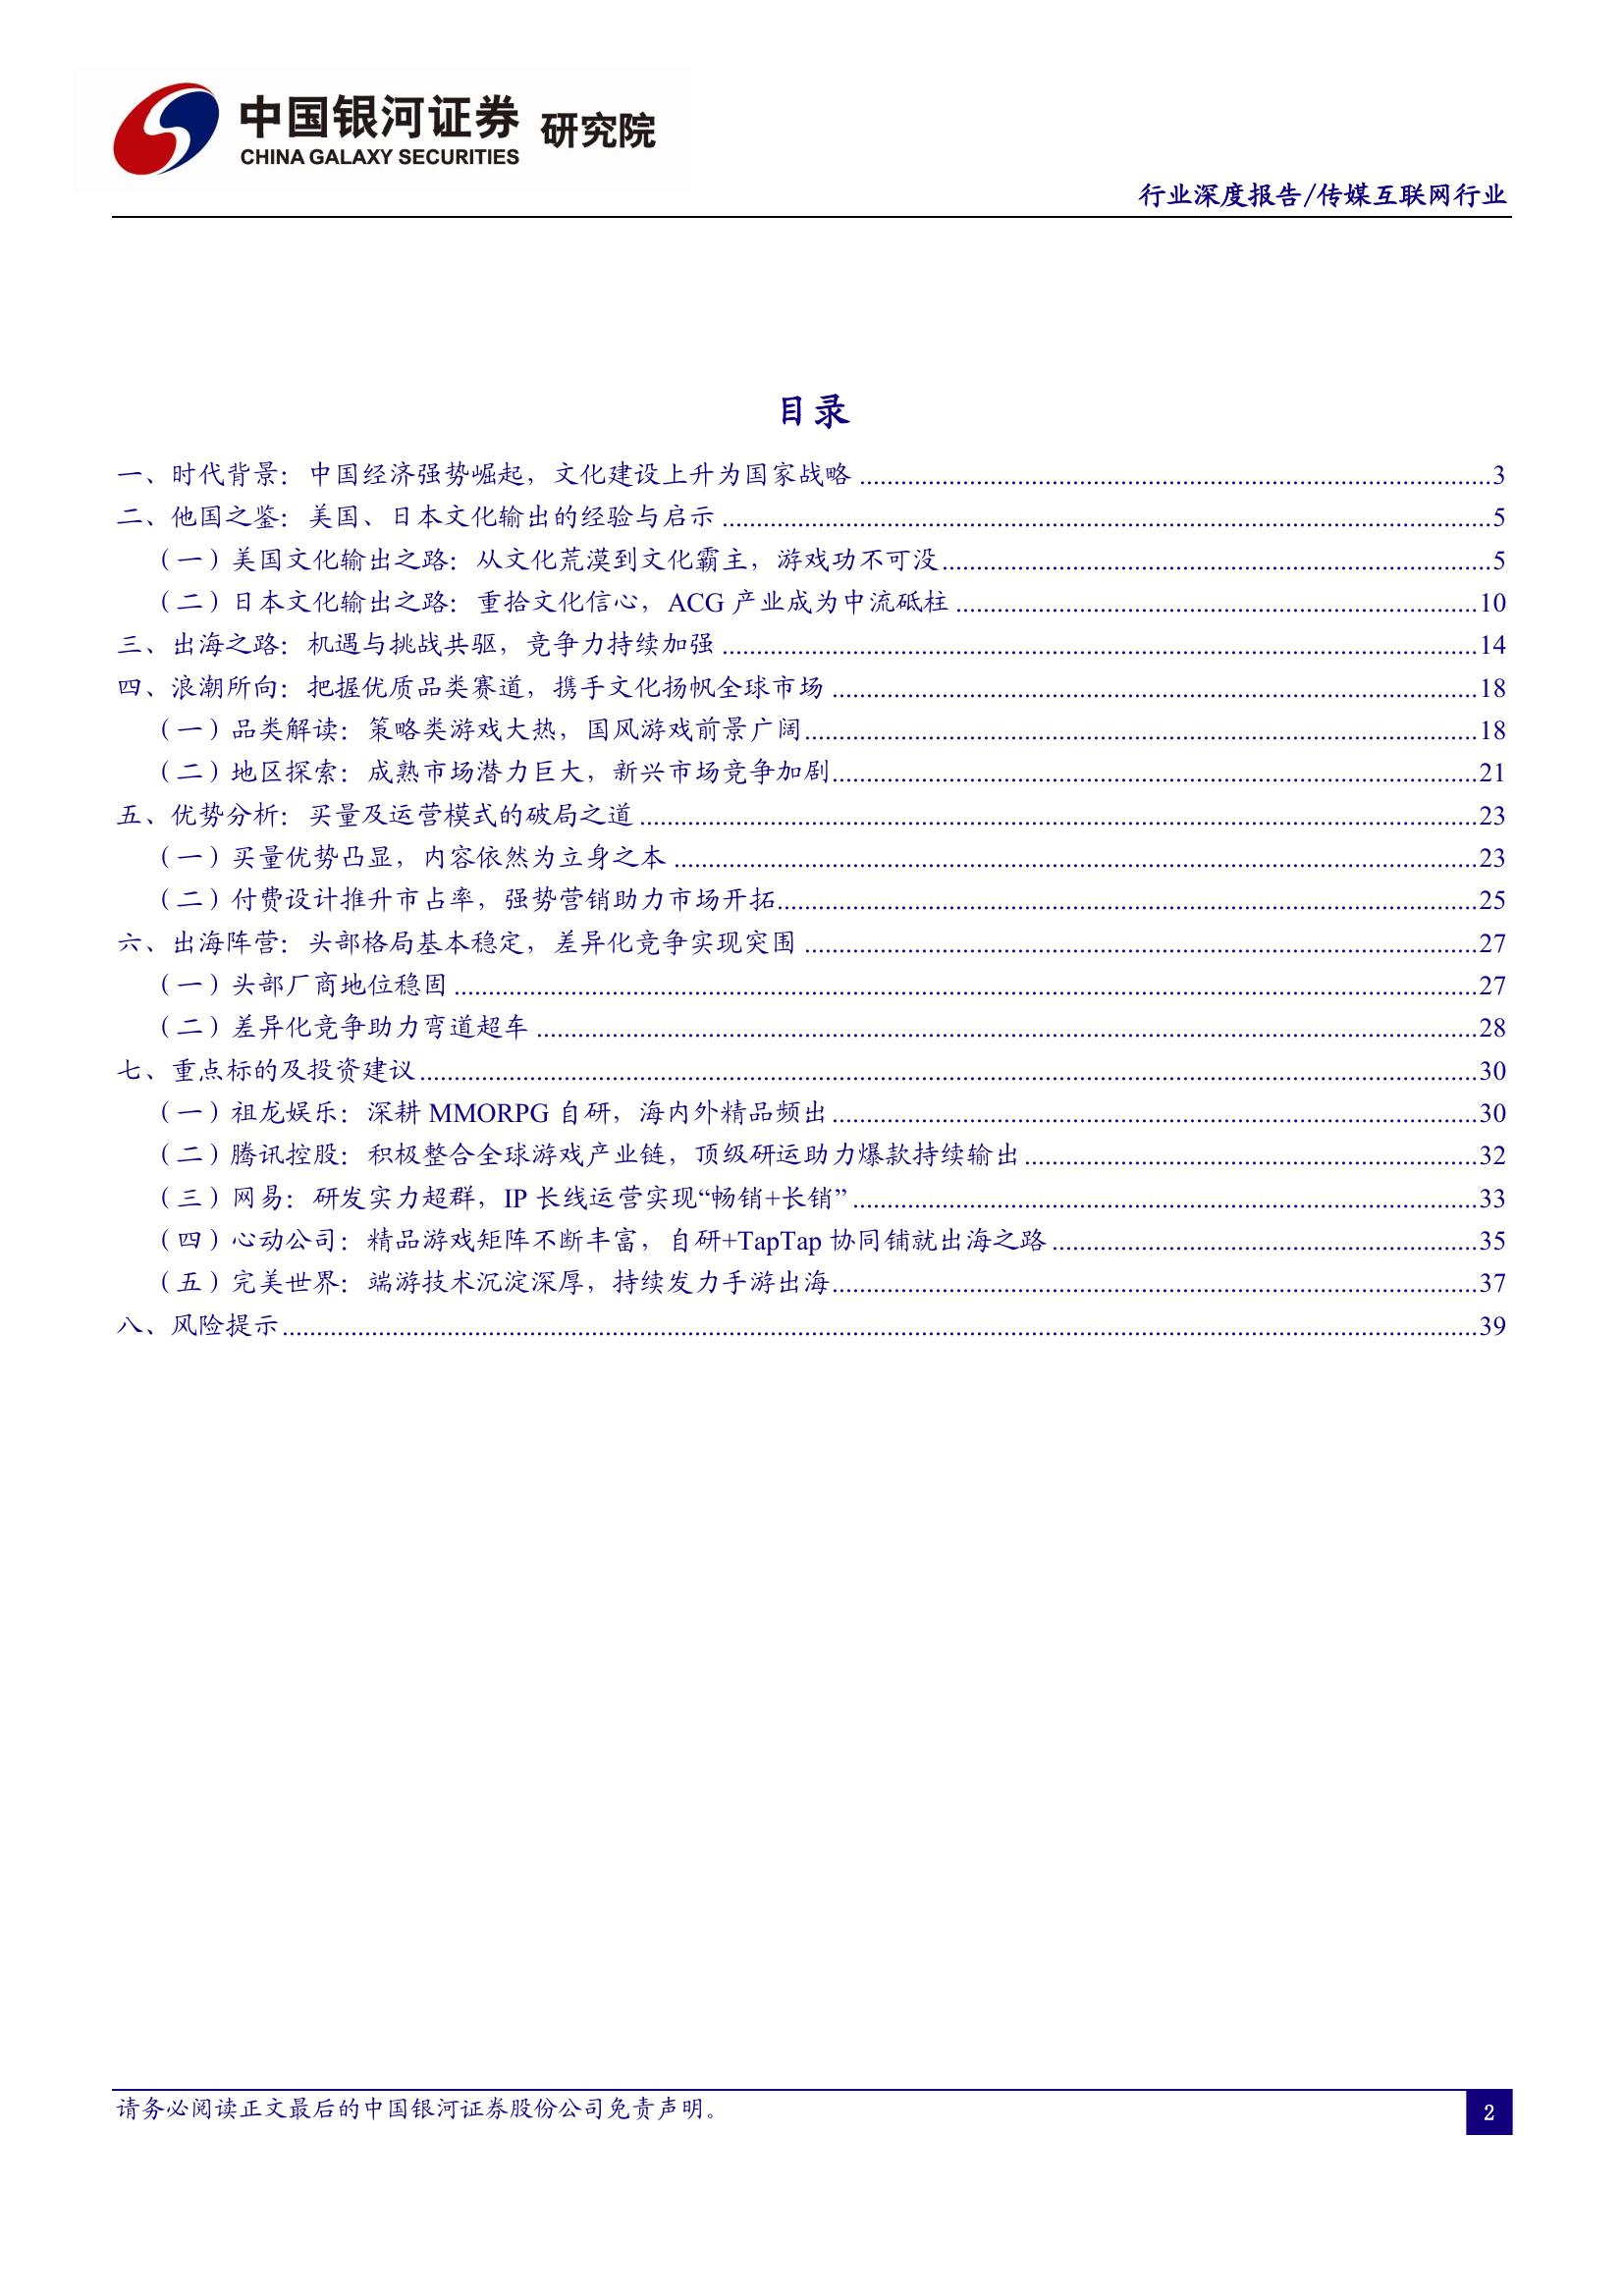 中国银河证券 研究院
CHINA GALAXY SECURITIES
行业深度报告/传媒互联网行业
目录
一、时代背景：中国经济强势崛起，文化建设上升为国家战略 3
二、他国之鉴：美国、日本文化输出的经验与启示 5
（一）美国文化输出之路：从文化荒漠到文化霸主，游戏功不可没 5
（二）日本文化输出之路：重拾文化信心，ACG 产业成为中流砥柱 10
三、出海之路：机遇与挑战共驱，竞争力持续加强 14
四、浪潮所向：把握优质品类赛道，携手文化扬帆全球市场 18
（一）品类解读：策略类游戏大热，国风游戏前景广阔 18
（二）地区探索：成熟市场潜力巨大，新兴市场竞争加剧 21
五、优势分析：买量及运营模式的破局之道 23
（一）买量优势凸显，内容依然为立身之本 23
（二）付费设计推升市占率，强势营销助力市场开拓 25
六、出海阵营：头部格局基本稳定，差异化竞争实现突围 27
（一）头部厂商地位稳固 27
（二）差异化竞争助力弯道超车 28
七、重点标的及投资建议 30
（一）祖龙娱乐：深耕 MMORPG 自研，海内外精品频出 30
（二）腾讯控股：积极整合全球游戏产业链，顶级研运助力爆款持续输出 32
（三）网易：研发实力超群，IP 长线运营实现“畅销+长销” 33
（四）心动公司：精品游戏矩阵不断丰富，自研+TapTap 协同铺就出海之路 35
（五）完美世界：端游技术沉淀深厚，持续发力手游出海 37
八、风险提示 39
请务必阅读正文最后的中国银河证券股份公司免责声明。
2